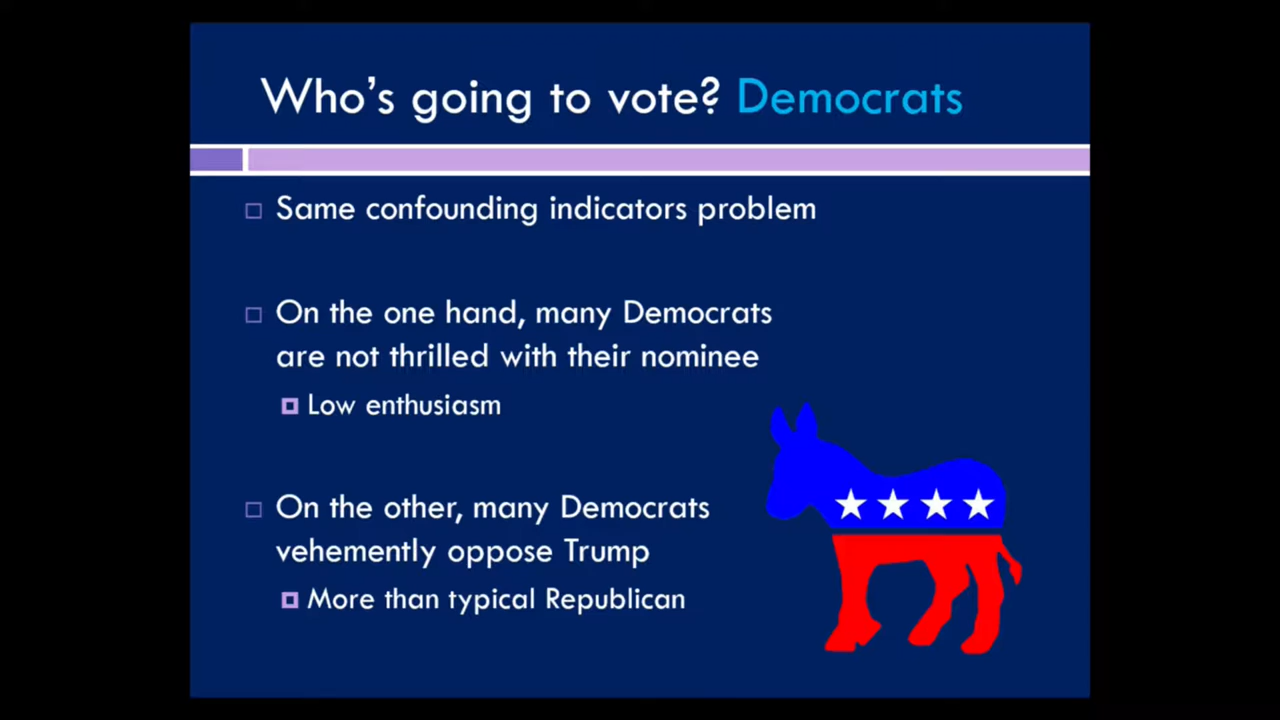 Who's going to vote? Democrats
Same confounding indicators problem
On the one hand, many Democrats
are not thrilled with their nominee
Low enthusiasm
On the other, many Democrats
vehemently oppose Trump
More than typical Republican